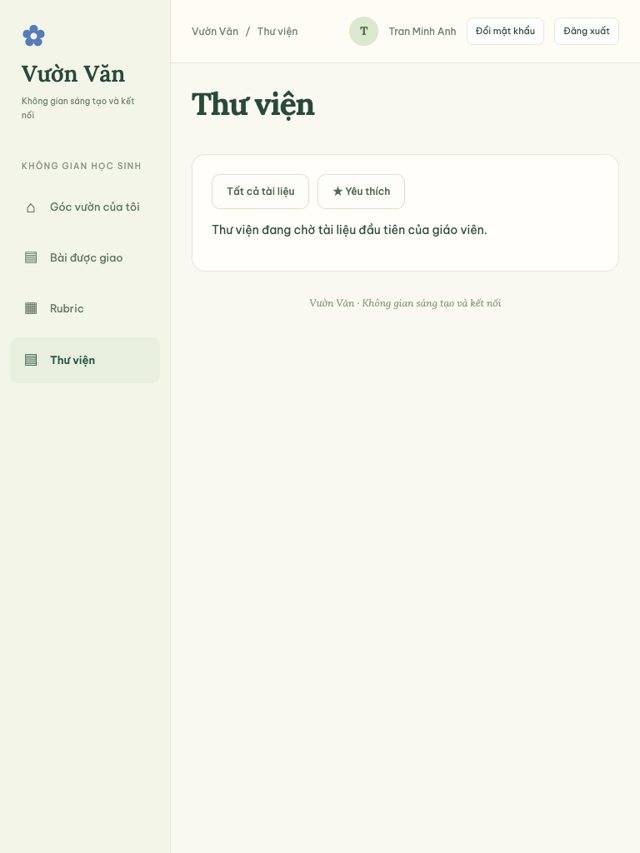 Vườn Văn
Không gian sáng tạo và kết
nối
KHÔNG GIAN HỌC SINH
Góc vườn của tôi
Bài được giao
Rubric
Thư viện
Vườn Văn / Thư viện
T
Tran Minh Anh
Đổi mật khẩu
Đăng xuất
Thư viện
Tất cả tài liệu
★ Yêu thích
Thư viện đang chờ tài liệu đầu tiên của giáo viên.
Vườn Văn · Không gian sáng tạo và kết nối